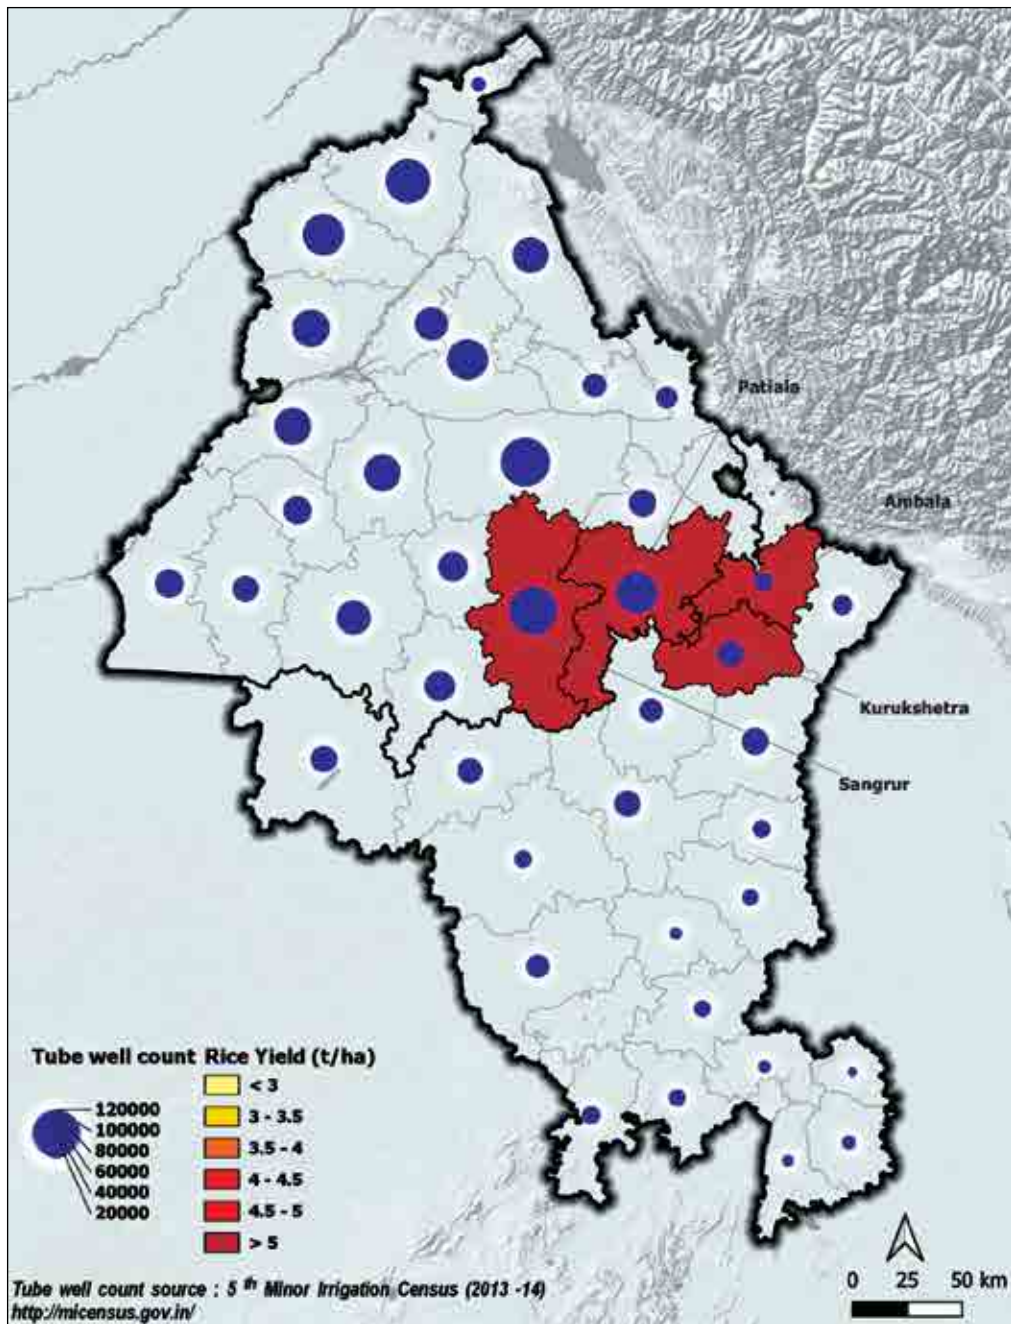 Patiala
Ambala
Kurukshetra
Sangrur
Tube well count Rice Yield (t/ha)
120000
100000
80000
60000
40000
20000
< 3
3 - 3.5
3.5 - 4
4 - 4.5
4.5 - 5
> 5
0 25 50 km
Tube well count source : 5 th Minor Irrigation Census (2013 -14)
http://micensus.gov.in/